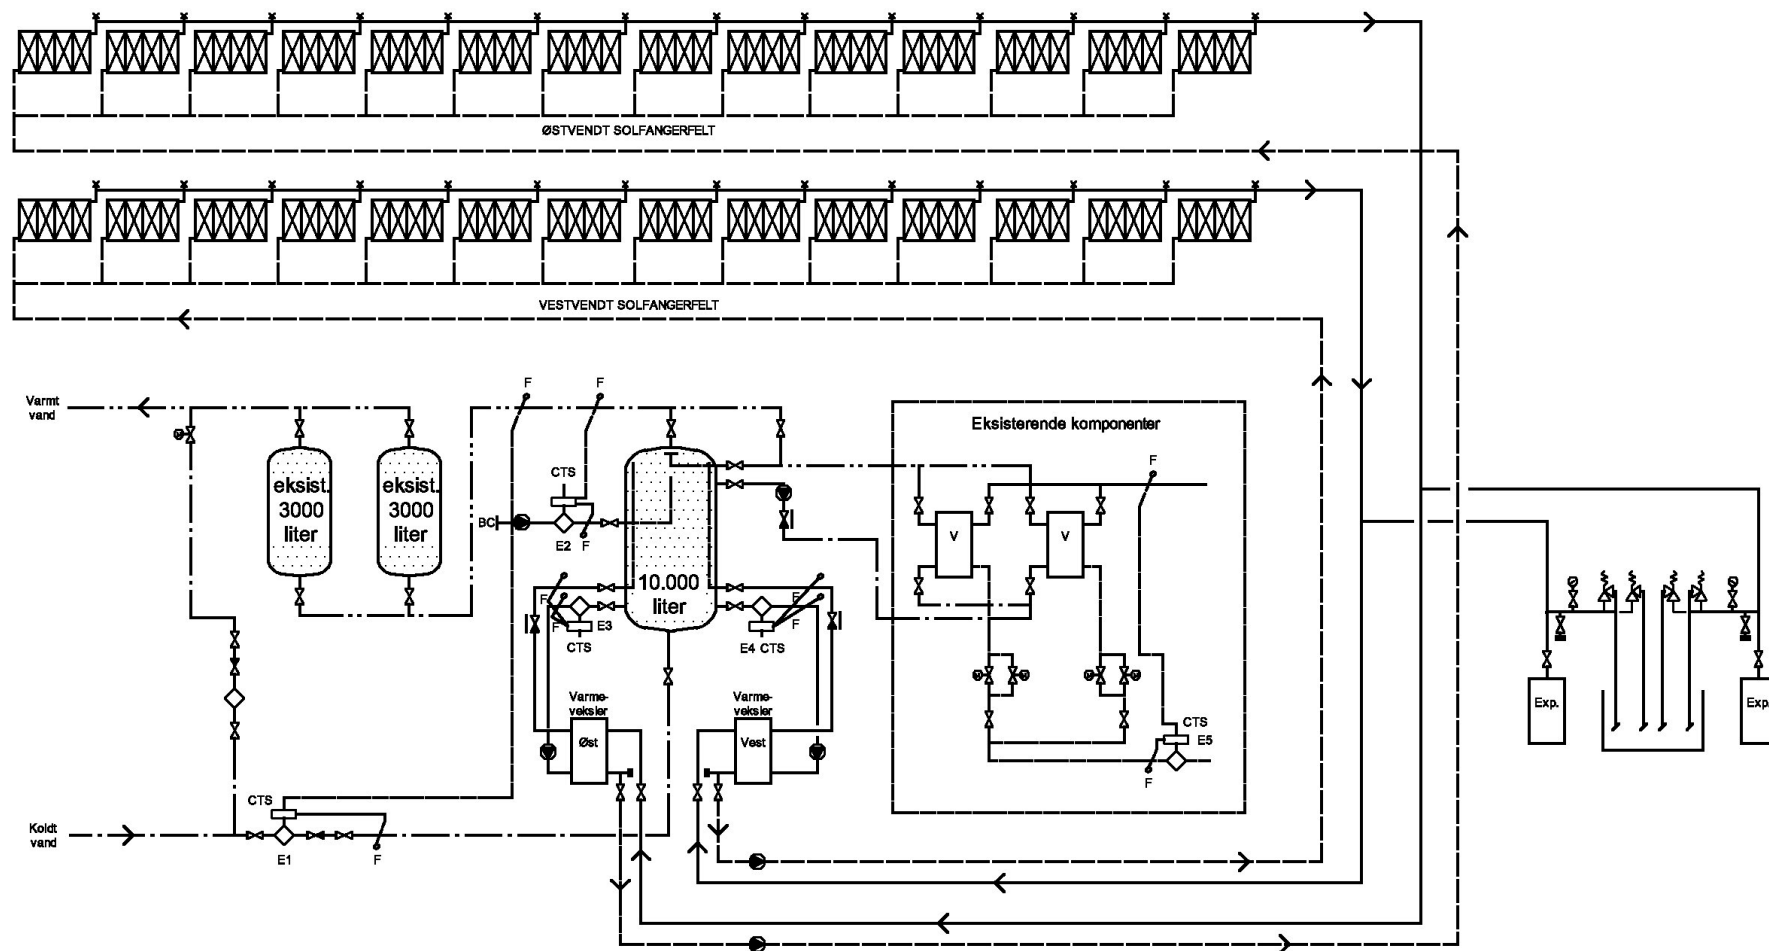 ØSTVENDT SOLFANGERFELT
VESTVENDT SOLFANGERFELT
Varmt
vand
F
F
Eksisterende komponenter
F
CTS
eksist.
3000
liter
eksist.
3000
liter
BC
E2
F
V
V
10.000
liter
F
F
E3
CTS
F
F
E4 CTS
M
M
M
M
M
Varme-
veksler
Øst
Varme-
veksler
Vest
CTS
E5
F
Exp.
Exp.
CTS
Koldt
vand
E1
F